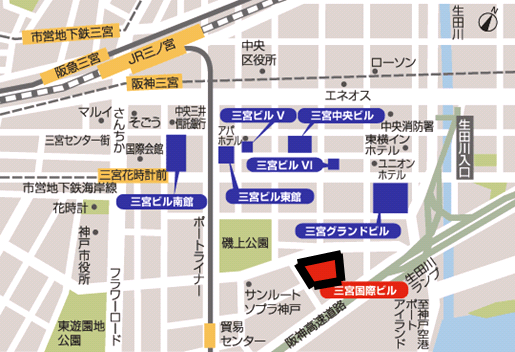 市営地下鉄三宮
阪急三宮
JR三ノ宮
阪神三宮
中央
区役所
ローソン
エネオス
生田川
マルイ
さんちか
そごう
中央三井
信託銀行
三宮センター街
国際会館
三宮花時計前
市営地下鉄海岸線
花時計
神戸市役所
フラワーロード
東遊園地
公園
三宮ビル南館
ポートライナー
アパ
ホテル
三宮ビルⅤ
三宮中央ビル
三宮ビルⅥ
三宮ビル東館
中央消防署
東横イン
ホテル
ユニオン
ホテル
生田川入口
三宮グランドビル
磯上公園
三宮国際ビル
サンルート
ソプラ神戸
貿易
センター
阪神高速道路
生田川
ランプ
至神戸空港
ポート
アイランド